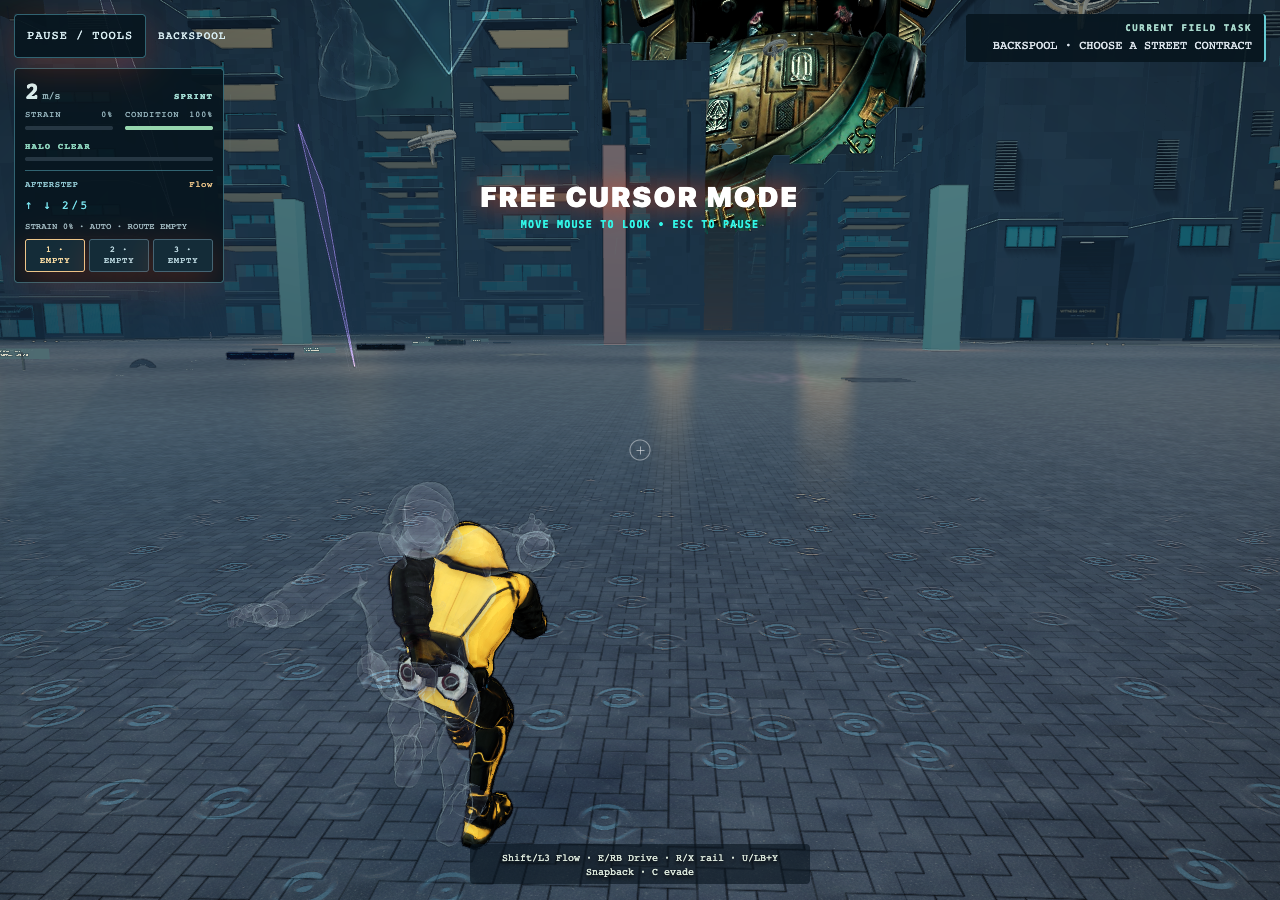 PAUSE / TOOLS
BACKSPOOL
CURRENT FIELD TASK
BACKSPOOL · CHOOSE A STREET CONTRACT
2 m/s
SPRINT
STRAIN 0%
CONDITION 100%
HALO CLEAR
AFTERSTEP
Flow
↑ ↓ 2/5
STRAIN 0% · AUTO · ROUTE EMPTY
1 · EMPTY
2 · EMPTY
3 · EMPTY
FREE CURSOR MODE
MOVE MOUSE TO LOOK • ESC TO PAUSE
Shift/L3 Flow · E/RB Drive · R/X rail · U/LB+Y
Snapback · C evade